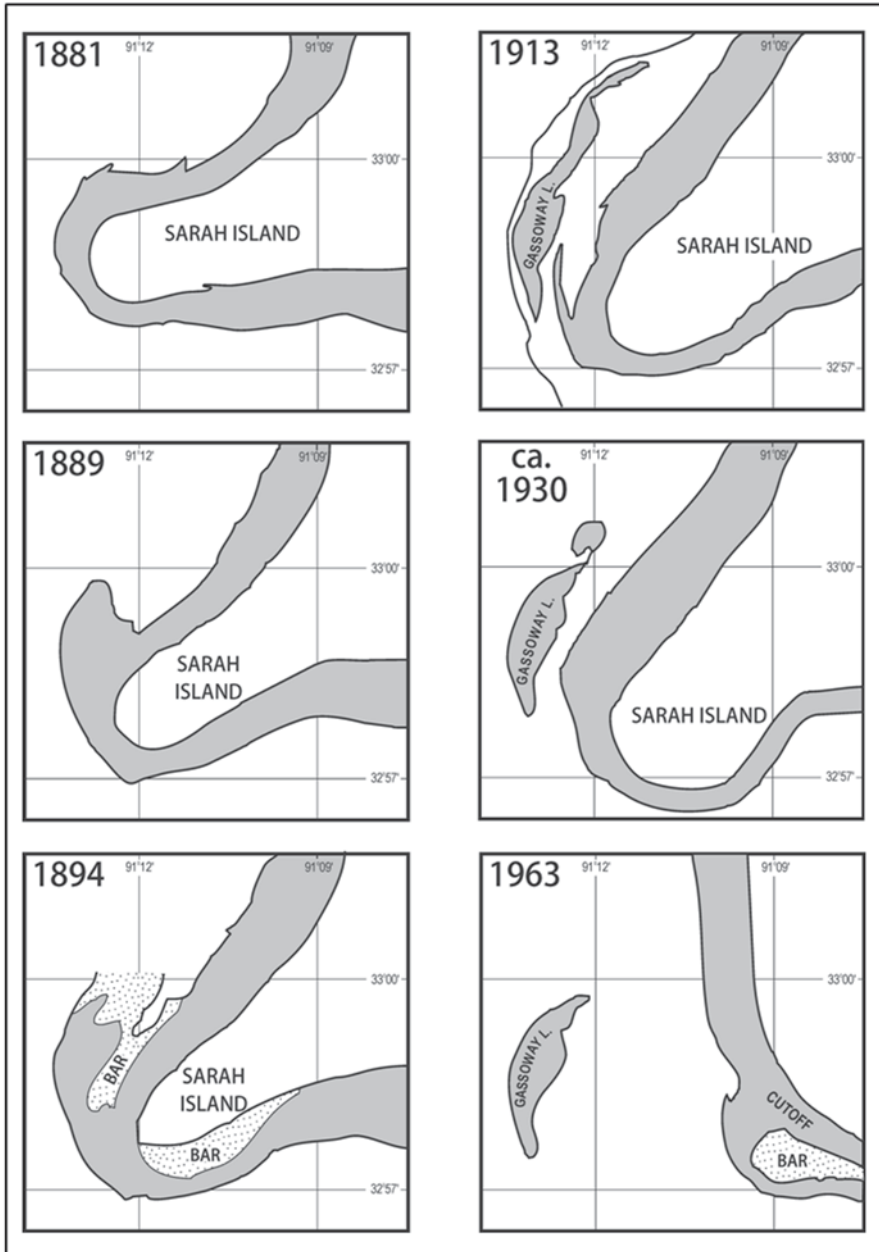 1881
91°12'
91°09'
33°00'
SARAH ISLAND
32°57'
1913
91°12'
91°09'
33°00'
GASSOWAY L.
SARAH ISLAND
32°57'
1889
91°12'
91°09'
33°00'
SARAH
ISLAND
32°57'
ca.
1930
91°12'
91°09'
33°00'
GASSOWAY L.
SARAH ISLAND
32°57'
1894
91°12'
91°09'
33°00'
BAR
SARAH
ISLAND
BAR
32°57'
1963
91°12'
91°09'
33°00'
GASSOWAY L.
CUTOFF
BAR
32°57'